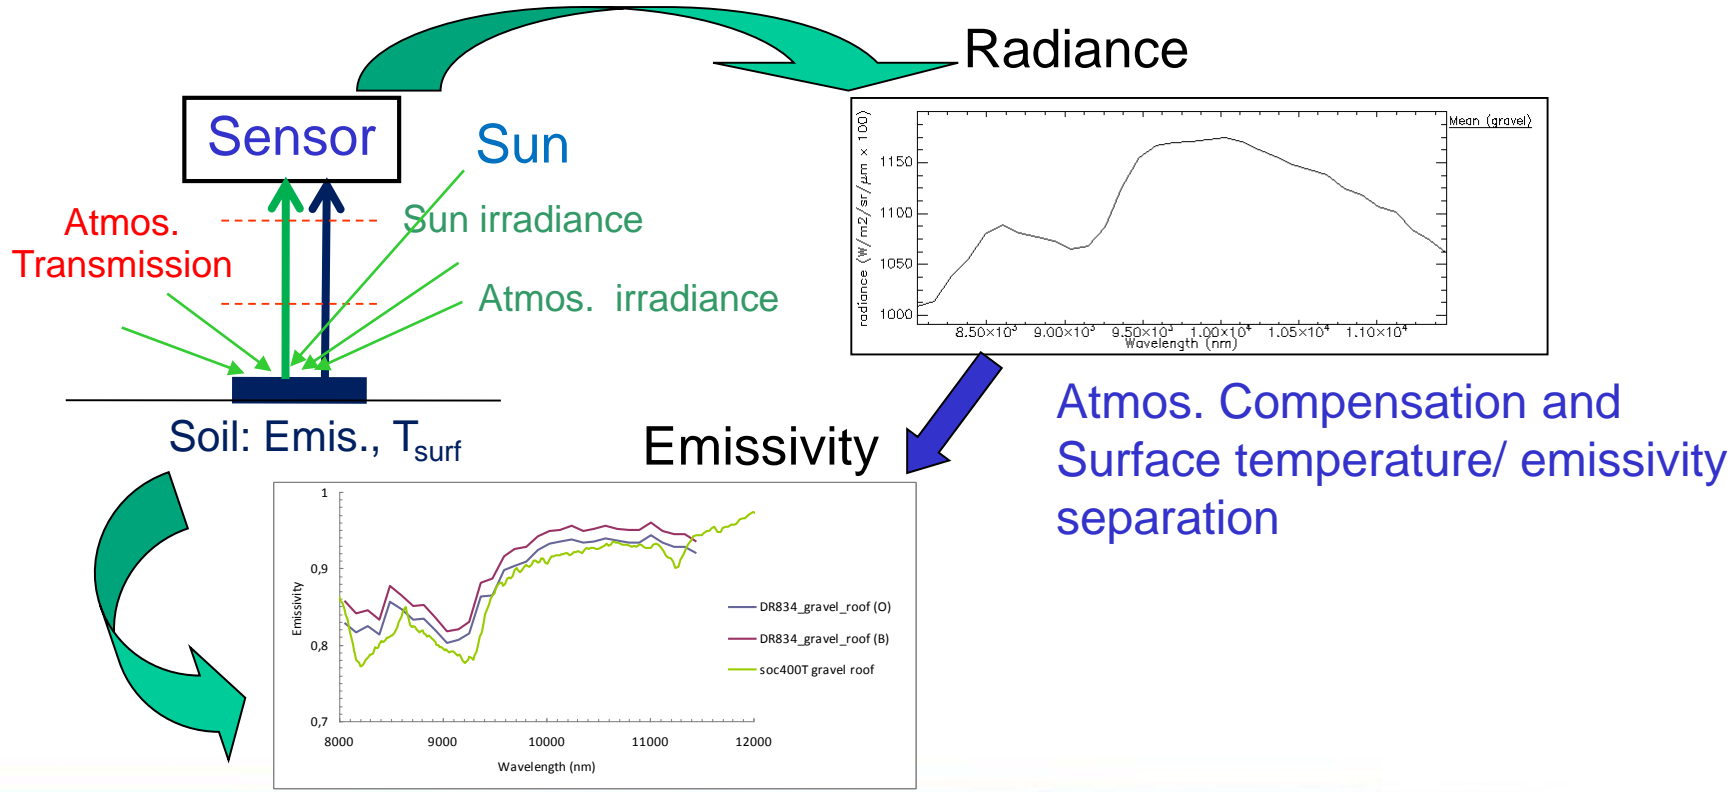 Radiance
Sensor
Sun
Atmos.
Transmission
Sun irradiance
Atmos. irradiance
Soil: Emis., Tsurf
Mean (gravel)
radiance (W/m2/sr/µm × 100)
1150
1100
1050
1000
8.50×10³ 9.00×10³ 9.50×10³ 1.00×10⁴ 1.05×10⁴ 1.10×10⁴
Wavelength (nm)
Atmos. Compensation and
Surface temperature/ emissivity
separation
Emissivity
Emissivity
1
0,9
0,8
0,7
8000 9000 10000 11000 12000
Wavelength (nm)
DR834_gravel_roof (O)
DR834_gravel_roof (B)
soc400T gravel roof